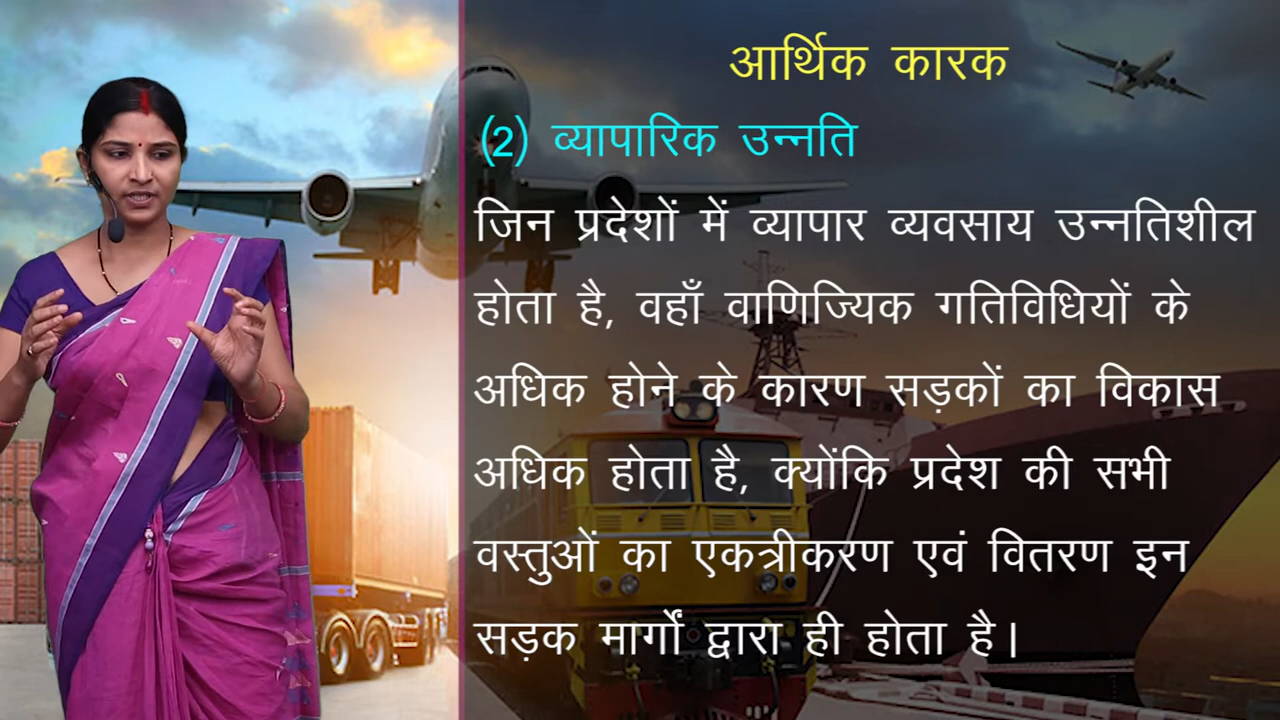 आर्थिक कारक
(2) व्यापारिक उन्नति
जिन प्रदेशों में व्यापार व्यवसाय उन्नतिशील
होता है, वहाँ वाणिज्यिक गतिविधियों के
अधिक होने के कारण सड़कों का विकास
अधिक होता है, क्योंकि प्रदेश की सभी
वस्तुओं का एकत्रीकरण एवं वितरण इन
सड़क मार्गों द्वारा ही होता है।